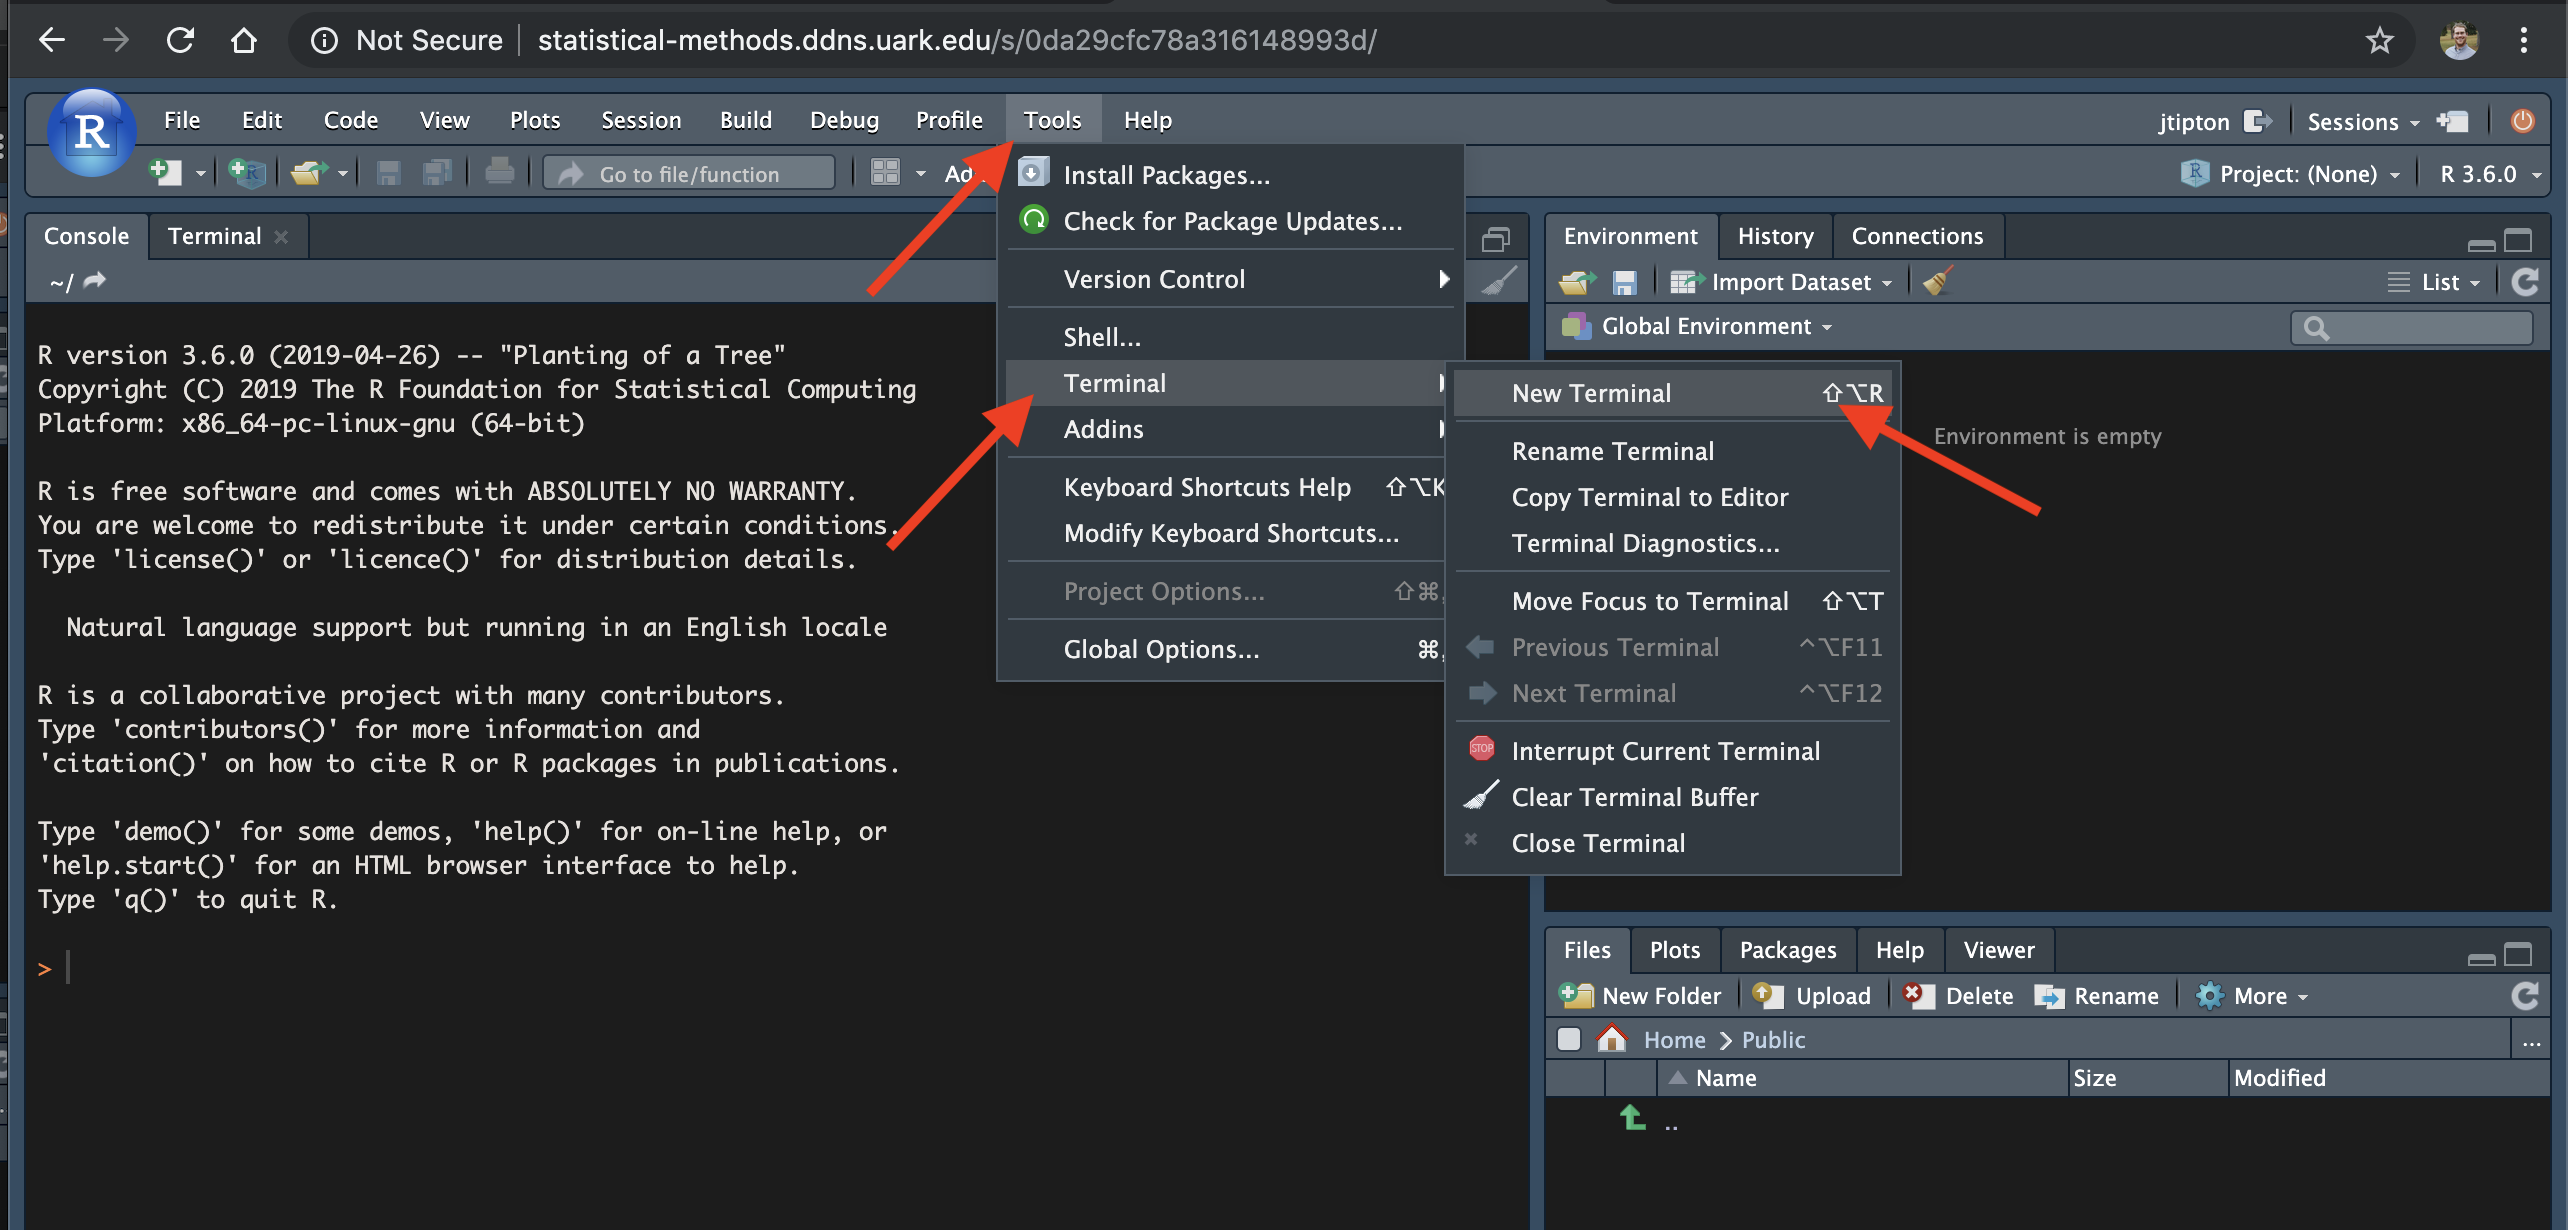 Not Secure | statistical-methods.ddns.uark.edu/s/0da29cfc78a316148993d/
R
File Edit Code View Plots Session Build Debug Profile Tools Help
jtipton Sessions
Go to file/function
Project: (None) R 3.6.0
Console Terminal
~/
R version 3.6.0 (2019-04-26) -- "Planting of a Tree"
Copyright (C) 2019 The R Foundation for Statistical Computing
Platform: x86_64-pc-linux-gnu (64-bit)
R is free software and comes with ABSOLUTELY NO WARRANTY.
You are welcome to redistribute it under certain conditions.
Type 'license()' or 'licence()' for distribution details.
Natural language support but running in an English locale
R is a collaborative project with many contributors.
Type 'contributors()' for more information and
'citation()' on how to cite R or R packages in publications.
Type 'demo()' for some demos, 'help()' for on-line help, or
'help.start()' for an HTML browser interface to help.
Type 'q()' to quit R.
>
Install Packages...
Check for Package Updates...
Version Control
Shell...
Terminal
Addins
Keyboard Shortcuts Help ⇧⌥K
Modify Keyboard Shortcuts...
Project Options... ⇧⌘,
Global Options... ⌘,
New Terminal ⇧⌥R
Rename Terminal
Copy Terminal to Editor
Terminal Diagnostics...
Move Focus to Terminal ⇧⌥T
Previous Terminal ^⌥F11
Next Terminal ^⌥F12
STOP Interrupt Current Terminal
Clear Terminal Buffer
Close Terminal
Environment History Connections
Import Dataset List
Global Environment
Environment is empty
Files Plots Packages Help Viewer
New Folder Upload Delete Rename More
Home Public ...
Name Size Modified
..